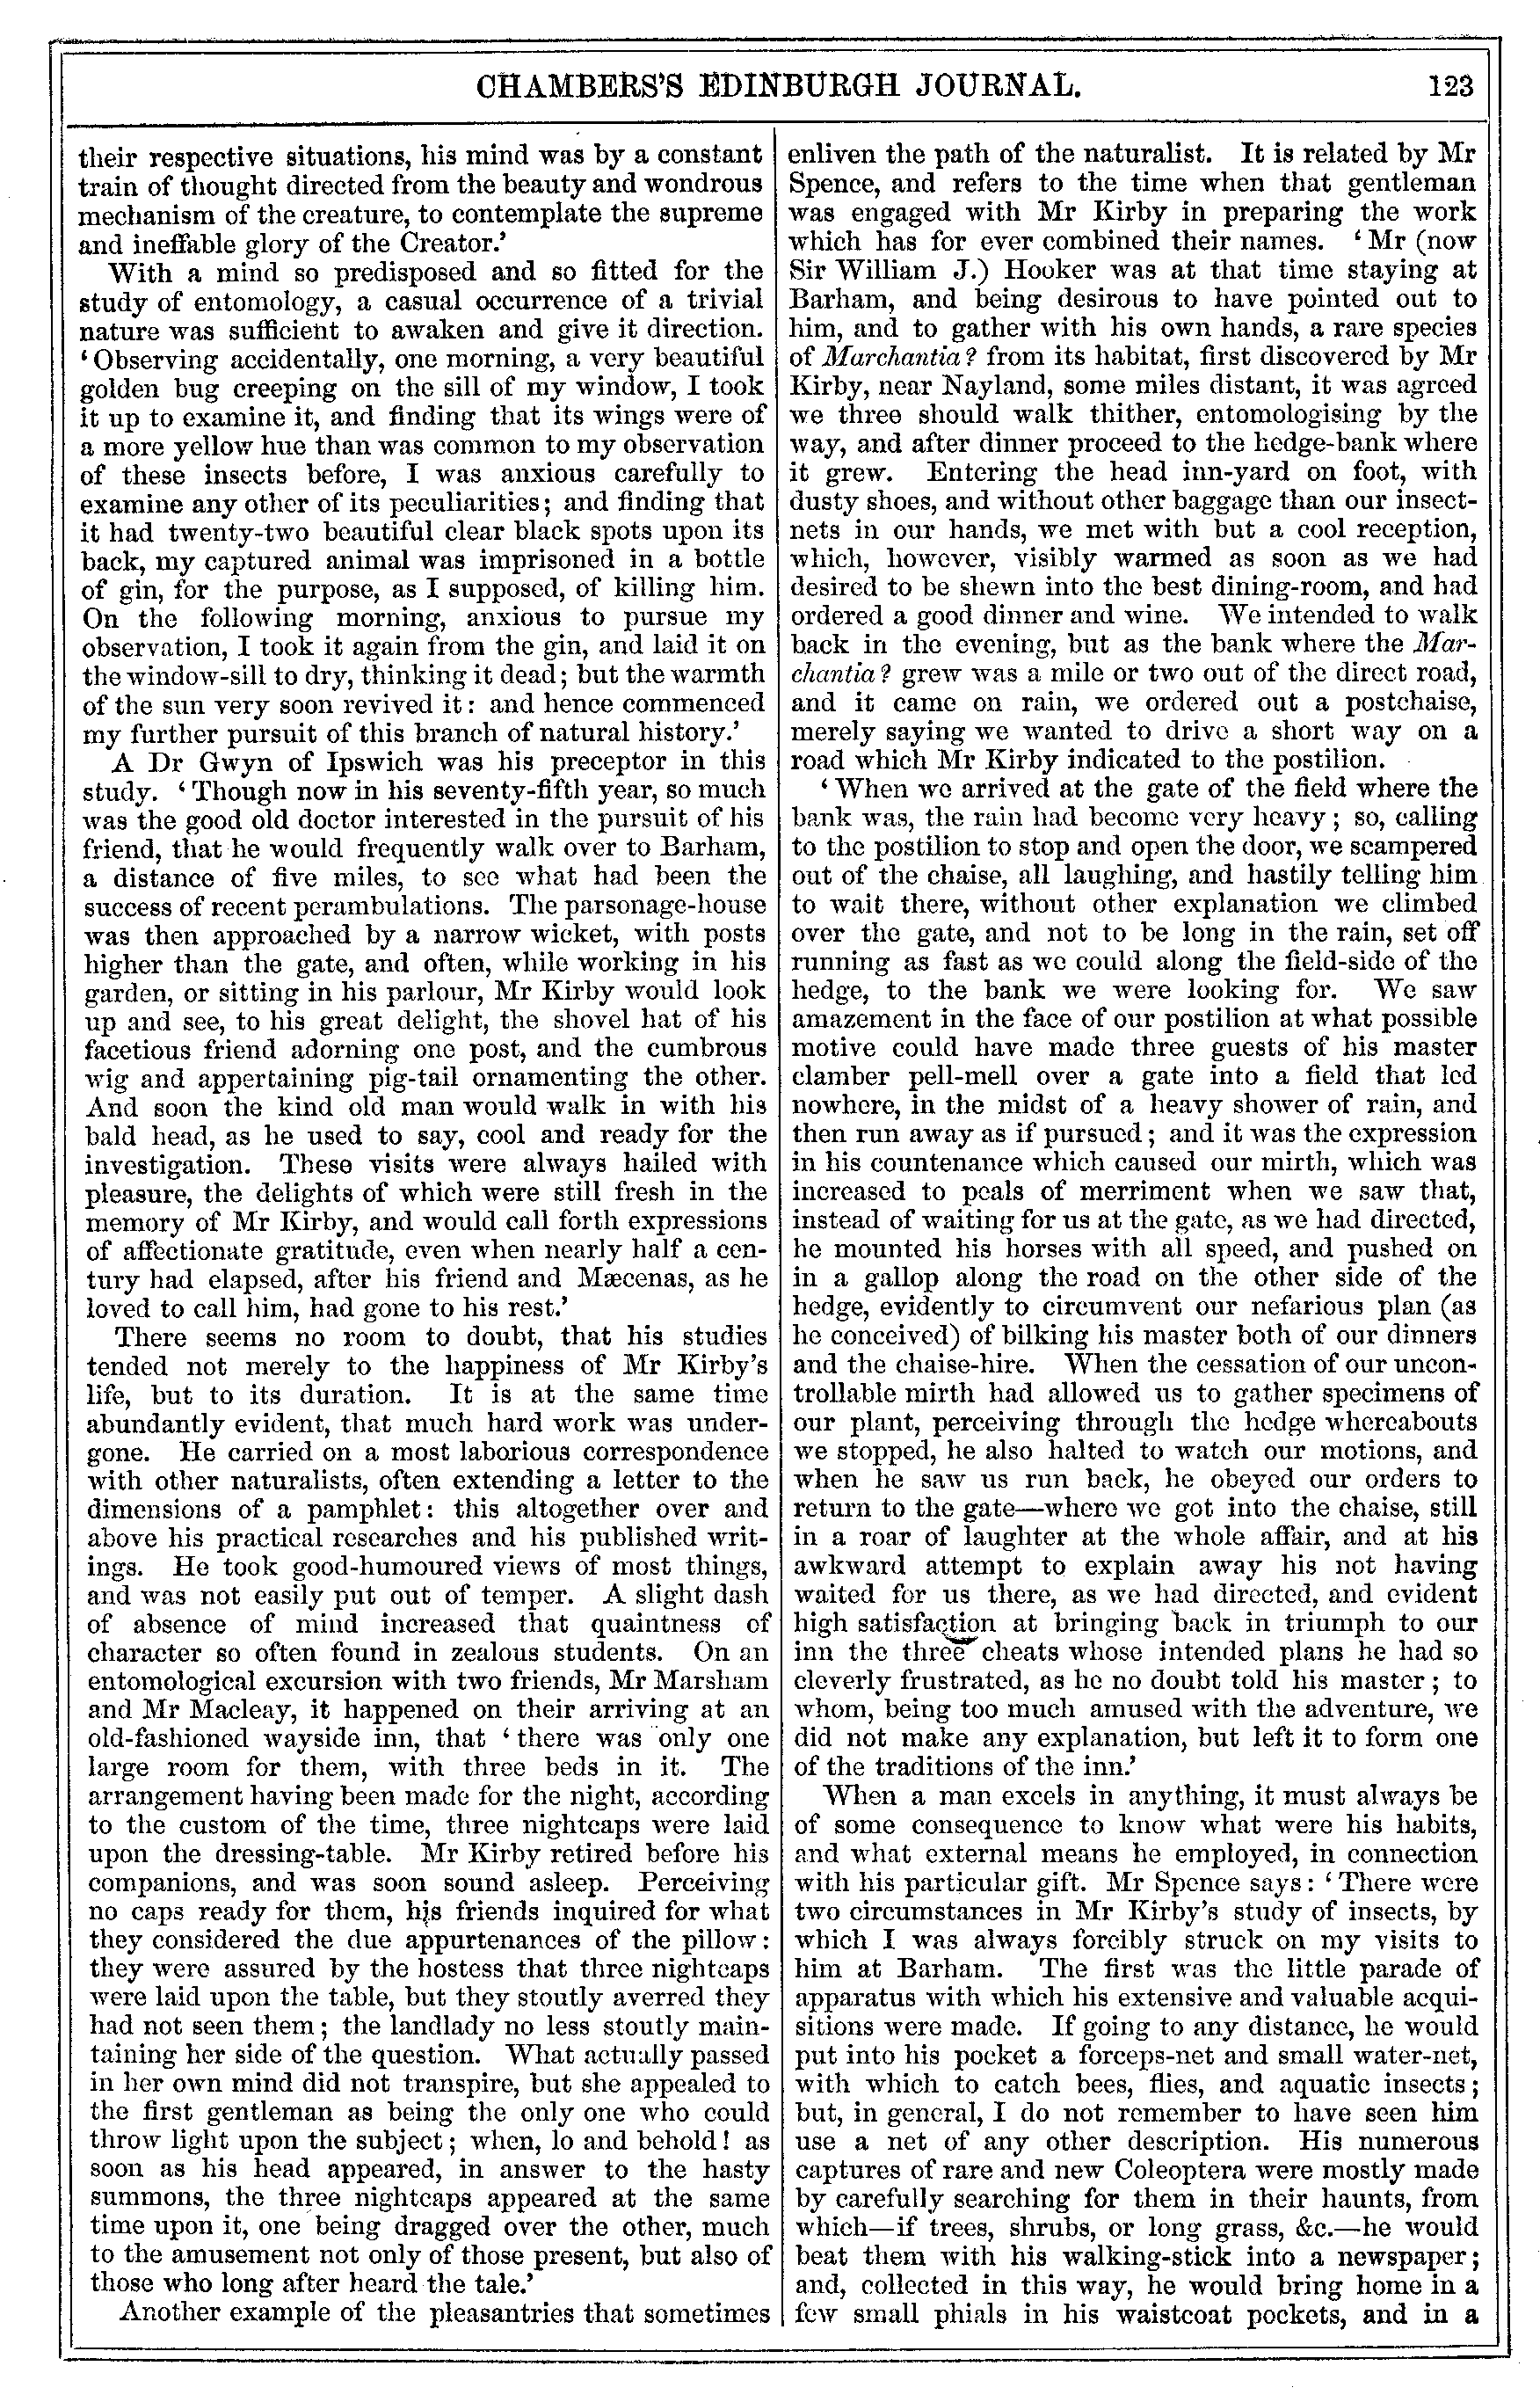 CHAMBERS'S EDINBURGH JOURNAL.
123
their respective situations, his mind was by a constant
train of thought directed from the beauty and wondrous
mechanism of the creature, to contemplate the supreme
and ineffable glory of the Creator.'
With a mind so predisposed and so fitted for the
study of entomology, a casual occurrence of a trivial
nature was sufficient to awaken and give it direction.
'Observing accidentally, one morning, a very beautiful
golden bug creeping on the sill of my window, I took
it up to examine it, and finding that its wings were of
a more yellow hue than was common to my observation
of these insects before, I was anxious carefully to
examine any other of its peculiarities; and finding that
it had twenty-two beautiful clear black spots upon its
back, my captured animal was imprisoned in a bottle
of gin, for the purpose, as I supposed, of killing him.
On the following morning, anxious to pursue my
observation, I took it again from the gin, and laid it on
the window-sill to dry, thinking it dead; but the warmth
of the sun very soon revived it: and hence commenced
my further pursuit of this branch of natural history.'
A Dr Gwyn of Ipswich was his preceptor in this
study. 'Though now in his seventy-fifth year, so much
was the good old doctor interested in the pursuit of his
friend, that he would frequently walk over to Barham,
a distance of five miles, to see what had been the
success of recent perambulations. The parsonage-house
was then approached by a narrow wicket, with posts
higher than the gate, and often, while working in his
garden, or sitting in his parlour, Mr Kirby would look
up and see, to his great delight, the shovel hat of his
facetious friend adorning one post, and the cumbrous
wig and appertaining pig-tail ornamenting the other.
And soon the kind old man would walk in with his
bald head, as he used to say, cool and ready for the
investigation. These visits were always hailed with
pleasure, the delights of which were still fresh in the
memory of Mr Kirby, and would call forth expressions
of affectionate gratitude, even when nearly half a cen-
tury had elapsed, after his friend and Mæcenas, as he
loved to call him, had gone to his rest.'
There seems no room to doubt, that his studies
tended not merely to the happiness of Mr Kirby's
life, but to its duration. It is at the same time
abundantly evident, that much hard work was under-
gone. He carried on a most laborious correspondence
with other naturalists, often extending a letter to the
dimensions of a pamphlet: this altogether over and
above his practical researches and his published writ-
ings. He took good-humoured views of most things,
and was not easily put out of temper. A slight dash
of absence of mind increased that quaintness of
character so often found in zealous students. On an
entomological excursion with two friends, Mr Marsham
and Mr Macleay, it happened on their arriving at an
old-fashioned wayside inn, that 'there was only one
large room for them, with three beds in it. The
arrangement having been made for the night, according
to the custom of the time, three nightcaps were laid
upon the dressing-table. Mr Kirby retired before his
companions, and was soon sound asleep. Perceiving
no caps ready for them, his friends inquired for what
they considered the due appurtenances of the pillow:
they were assured by the hostess that three nightcaps
were laid upon the table, but they stoutly averred they
had not seen them; the landlady no less stoutly main-
taining her side of the question. What actually passed
in her own mind did not transpire, but she appealed to
the first gentleman as being the only one who could
throw light upon the subject; when, lo and behold! as
soon as his head appeared, in answer to the hasty
summons, the three nightcaps appeared at the same
time upon it, one being dragged over the other, much
to the amusement not only of those present, but also of
those who long after heard the tale.'
Another example of the pleasantries that sometimes
enliven the path of the naturalist. It is related by Mr
Spence, and refers to the time when that gentleman
was engaged with Mr Kirby in preparing the work
which has for ever combined their names. 'Mr (now
Sir William J.) Hooker was at that time staying at
Barham, and being desirous to have pointed out to
him, and to gather with his own hands, a rare species
of Marchantia? from its habitat, first discovered by Mr
Kirby, near Nayland, some miles distant, it was agreed
we three should walk thither, entomologising by the
way, and after dinner proceed to the hedge-bank where
it grew. Entering the head inn-yard on foot, with
dusty shoes, and without other baggage than our insect-
nets in our hands, we met with but a cool reception,
which, however, visibly warmed as soon as we had
desired to be shewn into the best dining-room, and had
ordered a good dinner and wine. We intended to walk
back in the evening, but as the bank where the Mar-
chantia? grew was a mile or two out of the direct road,
and it came on rain, we ordered out a postchaise,
merely saying we wanted to drive a short way on a
road which Mr Kirby indicated to the postilion.
'When we arrived at the gate of the field where the
bank was, the rain had become very heavy; so, calling
to the postilion to stop and open the door, we scampered
out of the chaise, all laughing, and hastily telling him
to wait there, without other explanation we climbed
over the gate, and not to be long in the rain, set off
running as fast as we could along the field-side of the
hedge, to the bank we were looking for. We saw
amazement in the face of our postilion at what possible
motive could have made three guests of his master
clamber pell-mell over a gate into a field that led
nowhere, in the midst of a heavy shower of rain, and
then run away as if pursued; and it was the expression
in his countenance which caused our mirth, which was
increased to peals of merriment when we saw that,
instead of waiting for us at the gate, as we had directed,
he mounted his horses with all speed, and pushed on
in a gallop along the road on the other side of the
hedge, evidently to circumvent our nefarious plan (as
he conceived) of bilking his master both of our dinners
and the chaise-hire. When the cessation of our uncon-
trollable mirth had allowed us to gather specimens of
our plant, perceiving through the hedge whereabouts
we stopped, he also halted to watch our motions, and
when he saw us run back, he obeyed our orders to
return to the gate—where we got into the chaise, still
in a roar of laughter at the whole affair, and at his
awkward attempt to explain away his not having
waited for us there, as we had directed, and evident
high satisfaction at bringing back in triumph to our
inn the three cheats whose intended plans he had so
cleverly frustrated, as he no doubt told his master; to
whom, being too much amused with the adventure, we
did not make any explanation, but left it to form one
of the traditions of the inn.'
When a man excels in anything, it must always be
of some consequence to know what were his habits,
and what external means he employed, in connection
with his particular gift. Mr Spence says: 'There were
two circumstances in Mr Kirby's study of insects, by
which I was always forcibly struck on my visits to
him at Barham. The first was the little parade of
apparatus with which his extensive and valuable acqui-
sitions were made. If going to any distance, he would
put into his pocket a forceps-net and small water-net,
with which to catch bees, flies, and aquatic insects;
but, in general, I do not remember to have seen him
use a net of any other description. His numerous
captures of rare and new Coleoptera were mostly made
by carefully searching for them in their haunts, from
which—if trees, shrubs, or long grass, &c.—he would
beat them with his walking-stick into a newspaper;
and, collected in this way, he would bring home in a
few small phials in his waistcoat pockets, and in a